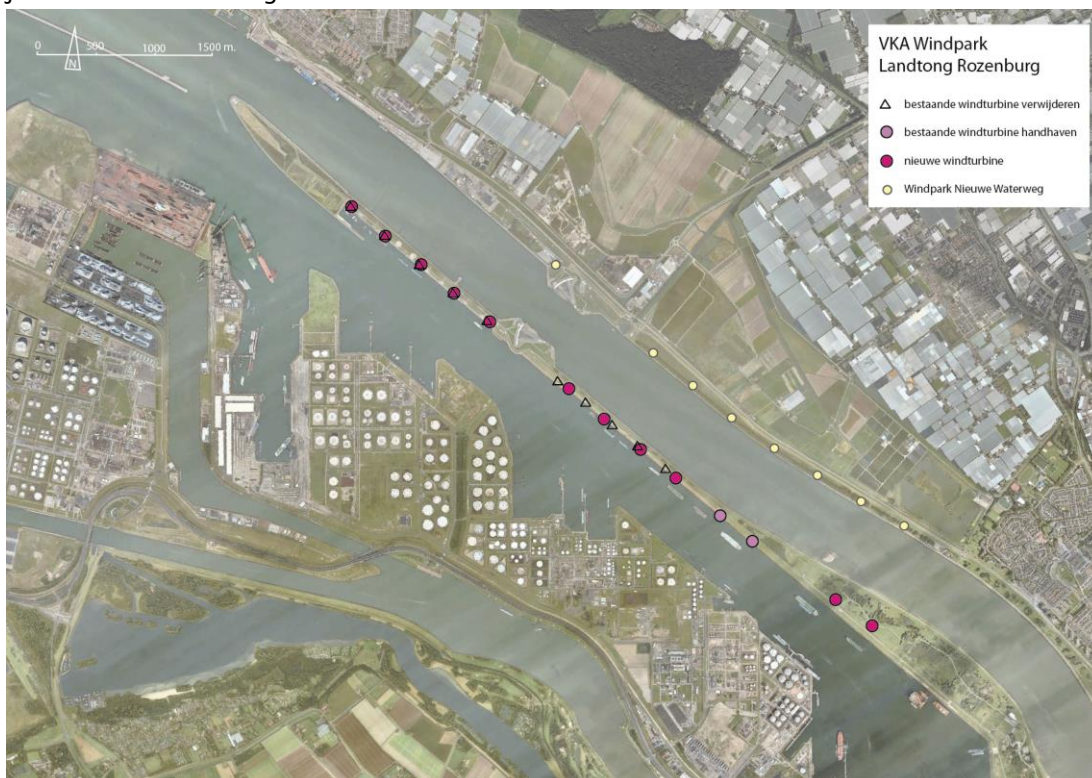 0 500 1000 1500 m.
N
VKA Windpark
Landtong Rozenburg
bestaande windturbine verwijderen
bestaande windturbine handhaven
nieuwe windturbine
Windpark Nieuwe Waterweg